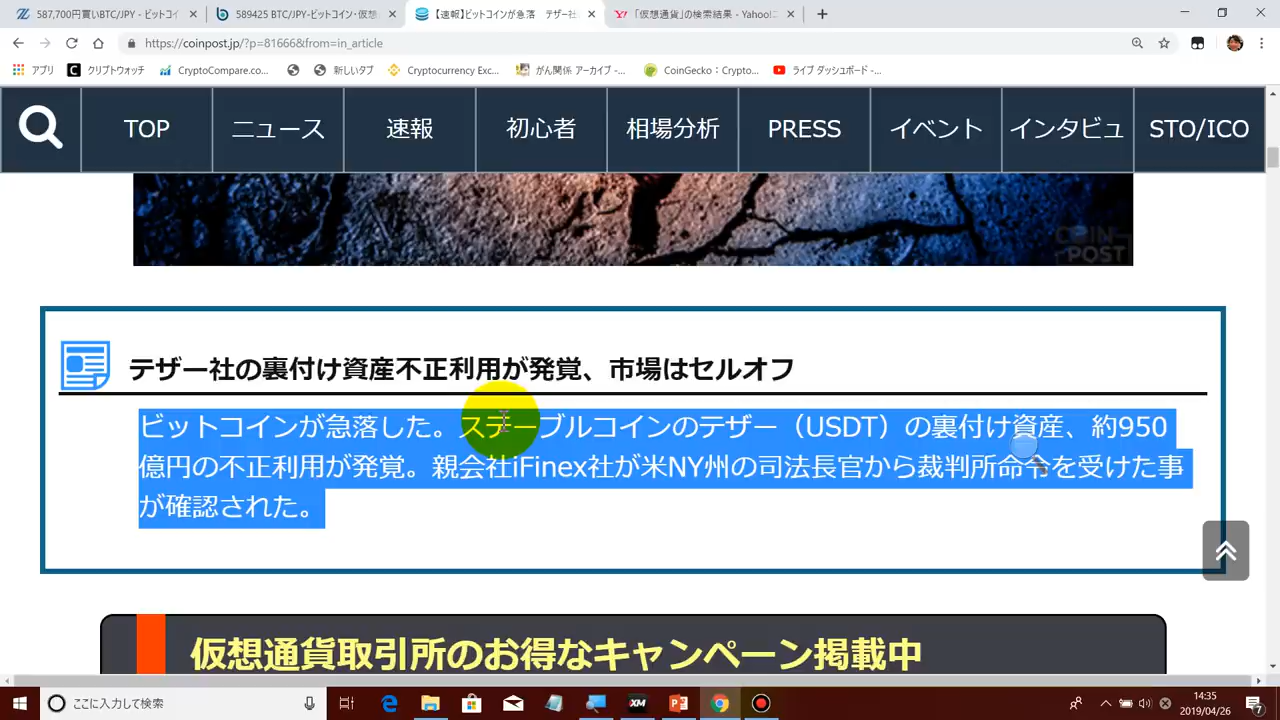 587,700円買いBTC/JPY - ビットコイ
589425 BTC/JPY-ビットコイン・仮想
【速報】ビットコインが急落 テザー社
「仮想通貨」の検索結果 - Yahoo!ニ
https://coinpost.jp/?p=81666&from=in_article
アプリ
クリプトウォッチ
CryptoCompare.co...
新しいタブ
Cryptocurrency Exc...
がん関係 アーカイブ -...
CoinGecko：Crypto...
ライブ ダッシュボード -...
TOP
ニュース
速報
初心者
相場分析
PRESS
イベント
インタビュ
STO/ICO
COIN
POST
テザー社の裏付け資産不正利用が発覚、市場はセルオフ
ビットコインが急落した。ステーブルコインのテザー（USDT）の裏付け資産、約950
億円の不正利用が発覚。親会社iFinex社が米NY州の司法長官から裁判所命令を受けた事
が確認された。
仮想通貨取引所のお得なキャンペーン掲載中
ここに入力して検索
XM
14:35
2019/04/26
7